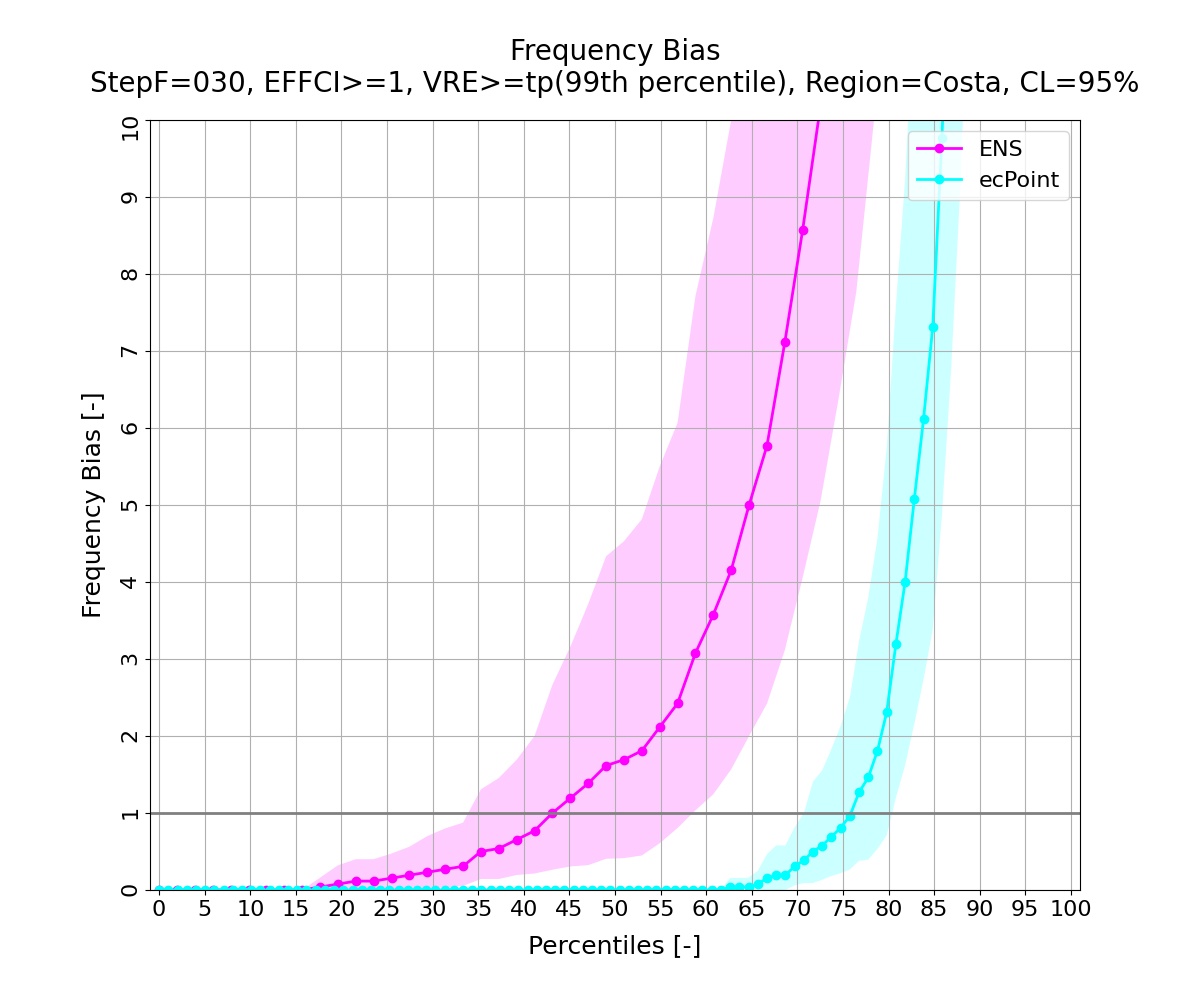 Frequency Bias
StepF=030, EFFCI>=1, VRE>=tp(99th percentile), Region=Costa, CL=95%
10
9
8
7
6
5
4
3
2
1
0
Frequency Bias [-]
ENS
ecPoint
0 5 10 15 20 25 30 35 40 45 50 55 60 65 70 75 80 85 90 95 100
Percentiles [-]